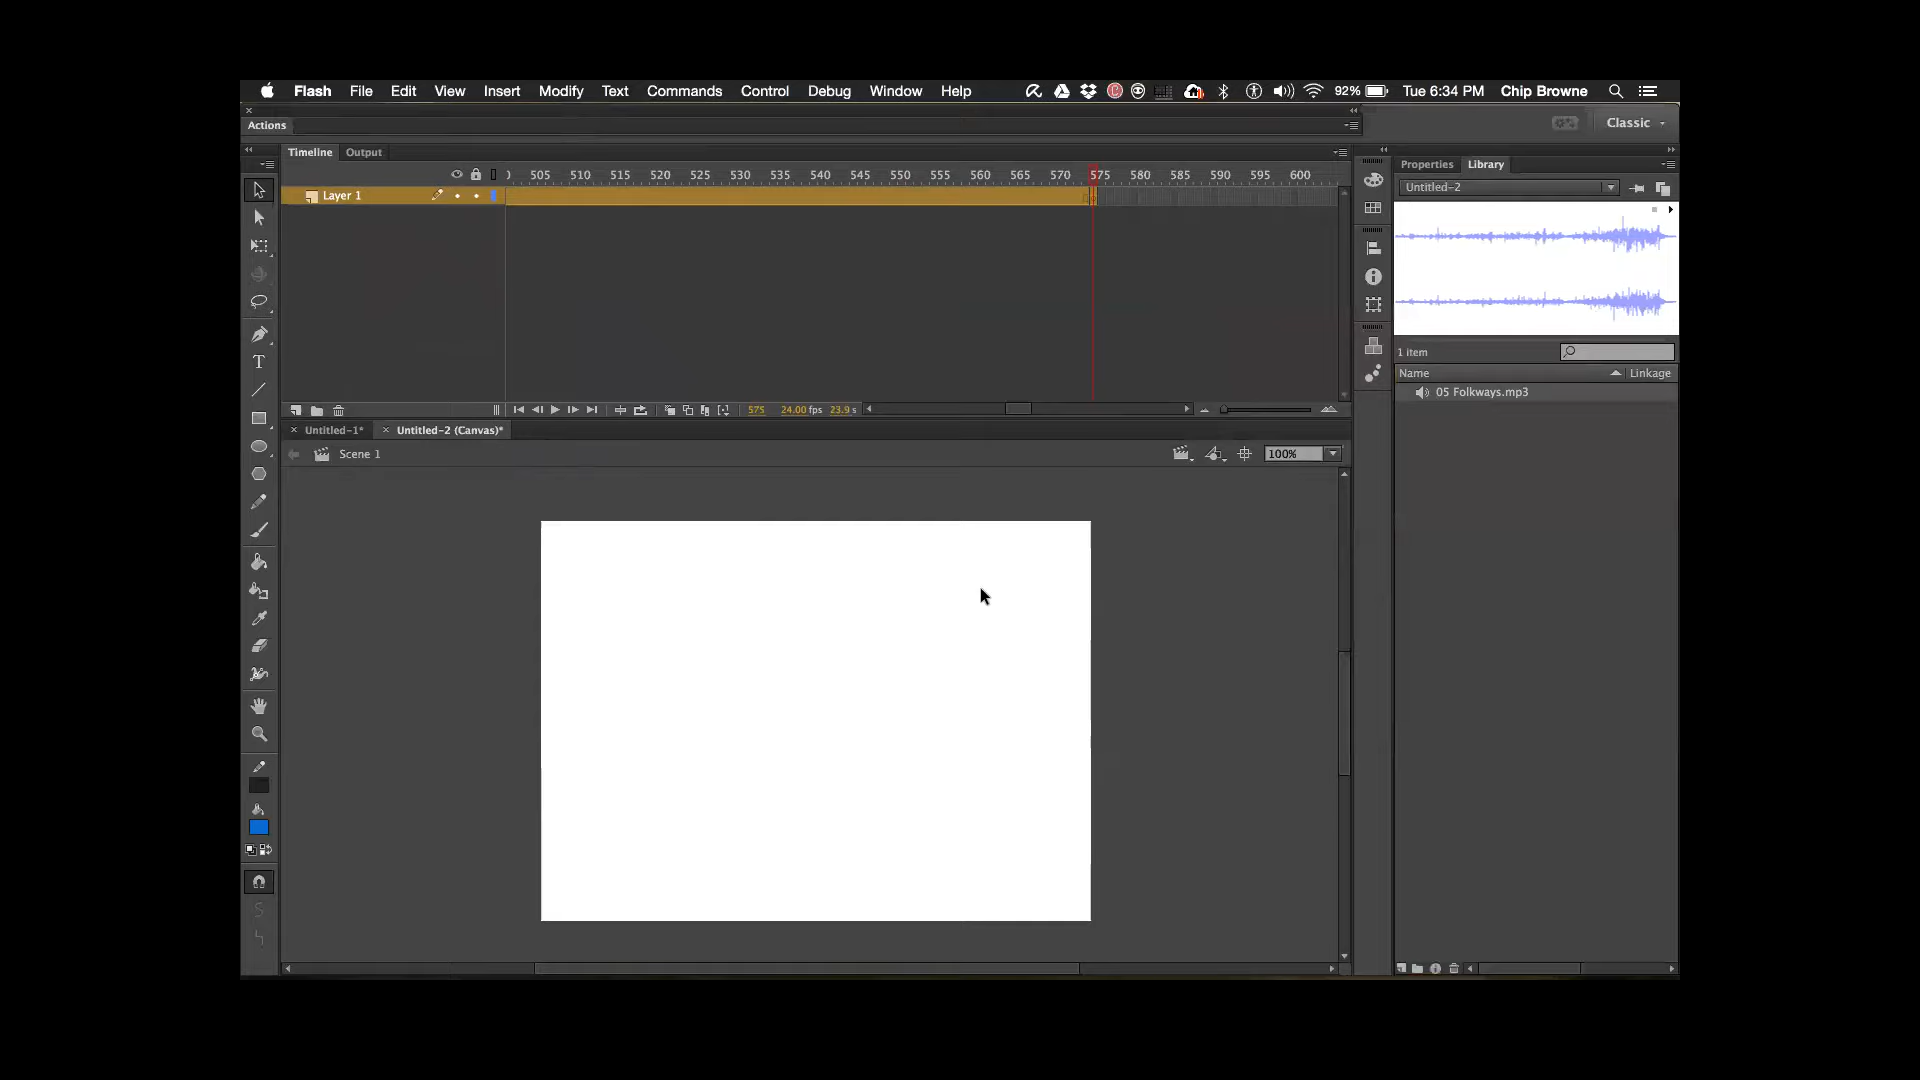 Flash File Edit View Insert Modify Text Commands Control Debug Window Help 92% Tue 6:34 PM Chip Browne
Actions
Classic
Timeline Output
Properties Library
505 510 515 520 525 530 535 540 545 550 555 560 565 570 575 580 585 590 595 600
Untitled-2
Layer 1
1 item
Name Linkage
05 Folkways.mp3
575 24.00 fps 23.9 s
Untitled-1* Untitled-2 (Canvas)*
Scene 1
100%